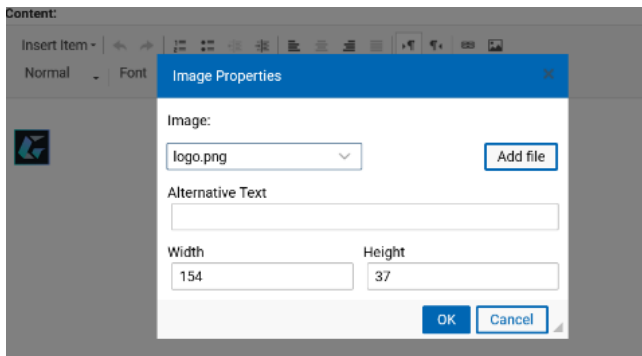 Content:
Insert Item
Normal Font
Image Properties
Image:
logo.png Add file
Alternative Text
Width Height
154 37
OK Cancel